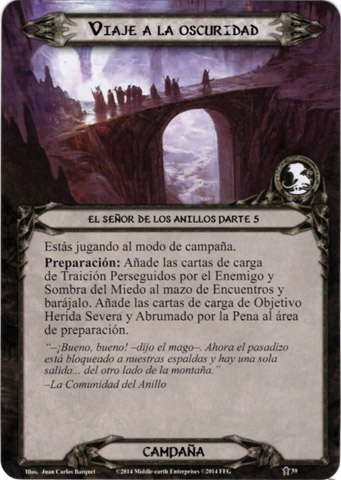 Viaje a la oscuridad
El Señor de los Anillos Parte 5
Estás jugando al modo de campaña.
Preparación: Añade las cartas de carga
de Traición Perseguidos por el Enemigo y
Sombra del Miedo al mazo de Encuentros y
barájalo. Añade las cartas de carga de Objetivo
Herida Severa y Abrumado por la Pena al área
de preparación.
"–¡Bueno, bueno! –dijo el mago–. Ahora el pasadizo
está bloqueado a nuestras espaldas y hay una sola
salida... del otro lado de la montaña."
–La Comunidad del Anillo
Campaña
Illus. Juan Carlos Barquet ©2014 Middle-earth Enterprises ©2014 FFG 39